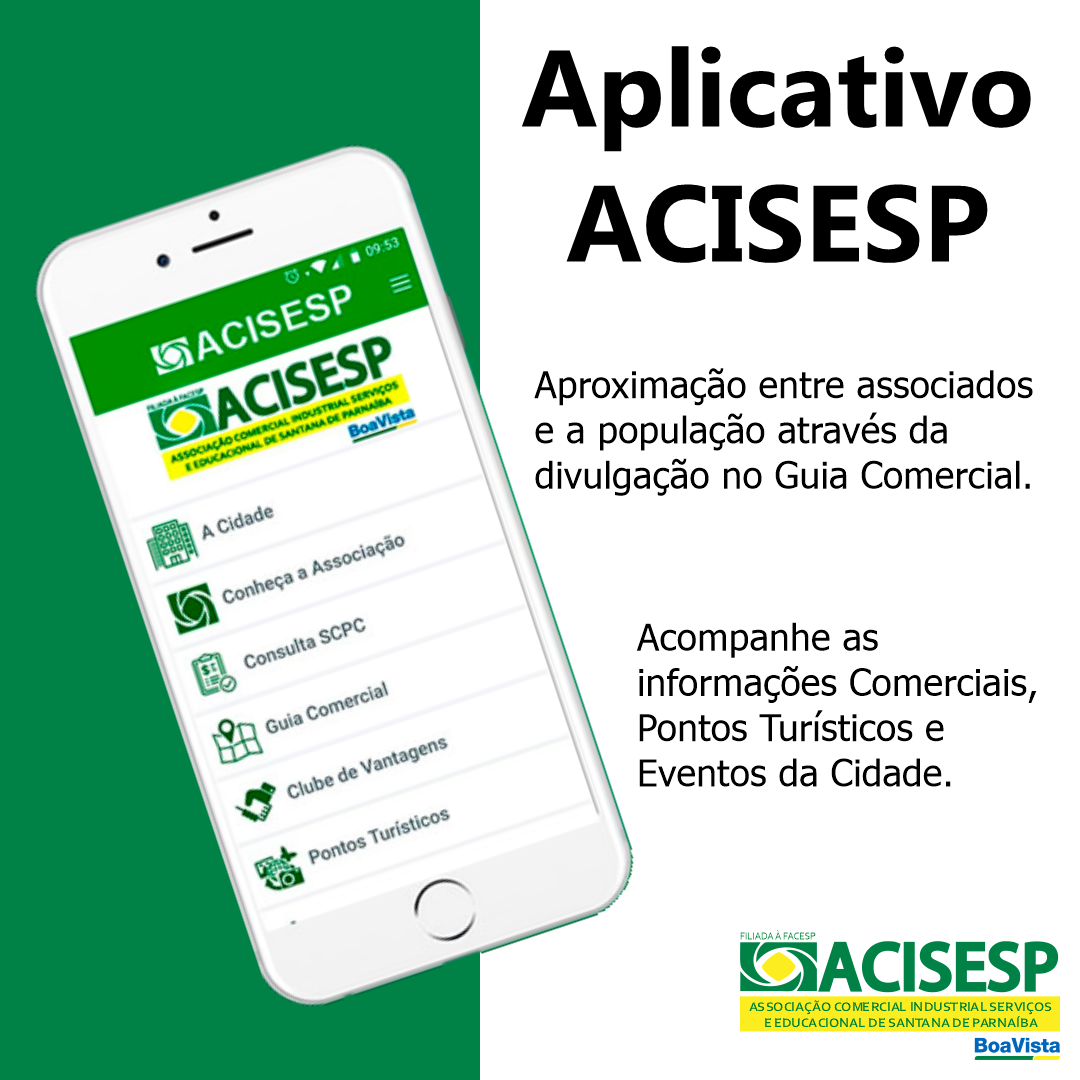 Aplicativo
ACISESP
Aproximação entre associados
e a população através da
divulgação no Guia Comercial.
Acompanhe as
informações Comerciais,
Pontos Turísticos e
Eventos da Cidade.
09:53
ACISESP
FILIADA À FACESP
ACISESP
ASSOCIAÇÃO COMERCIAL INDUSTRIAL SERVIÇOS
E EDUCACIONAL DE SANTANA DE PARNAÍBA
BoaVista
A Cidade
Conheça a Associação
Consulta SCPC
Guia Comercial
Clube de Vantagens
Pontos Turísticos
FILIADA À FACESP
ACISESP
ASSOCIAÇÃO COMERCIAL INDUSTRIAL SERVIÇOS
E EDUCACIONAL DE SANTANA DE PARNAÍBA
BoaVista